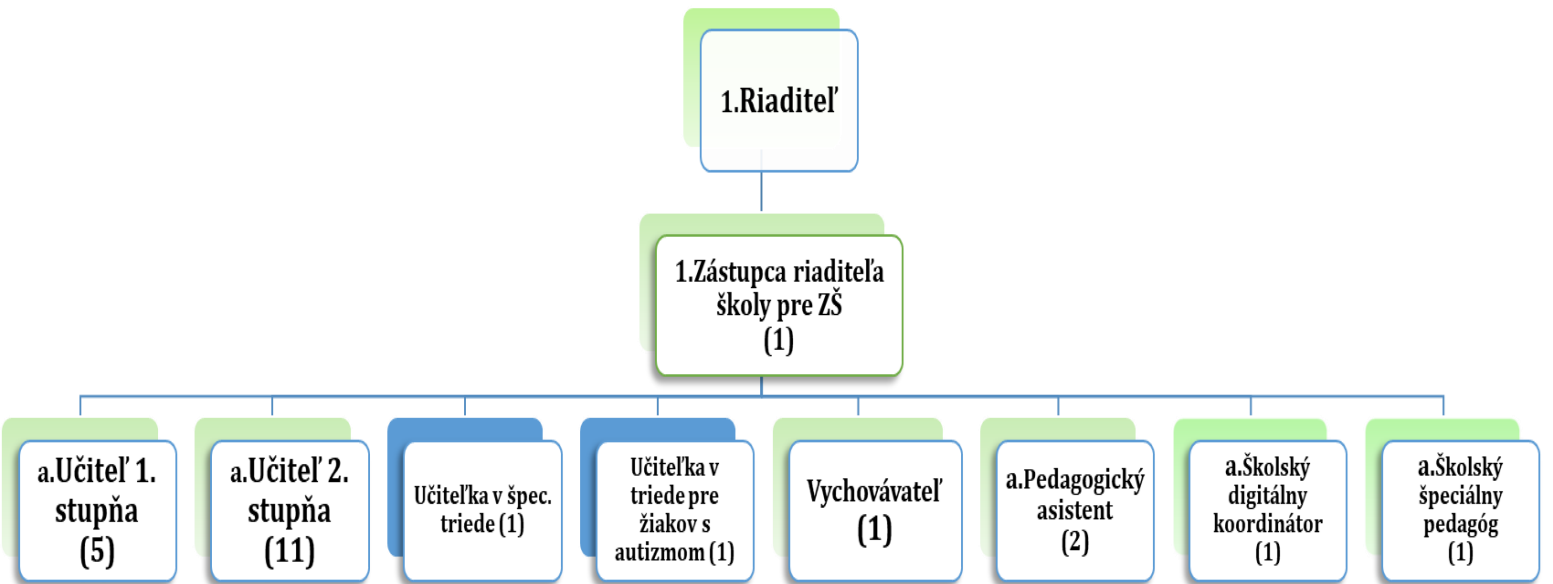 1.Riaditeľ
1.Zástupca riaditeľa
školy pre ZŠ
(1)
a.Učiteľ 1.
stupňa
(5)
a.Učiteľ 2.
stupňa
(11)
Učiteľka v špec.
triede (1)
Učiteľka v
triede pre
žiakov s
autizmom (1)
Vychovávateľ
(1)
a.Pedagogický
asistent
(2)
a.Školský
digitálny
koordinátor
(1)
a.Školský
špeciálny
pedagóg
(1)